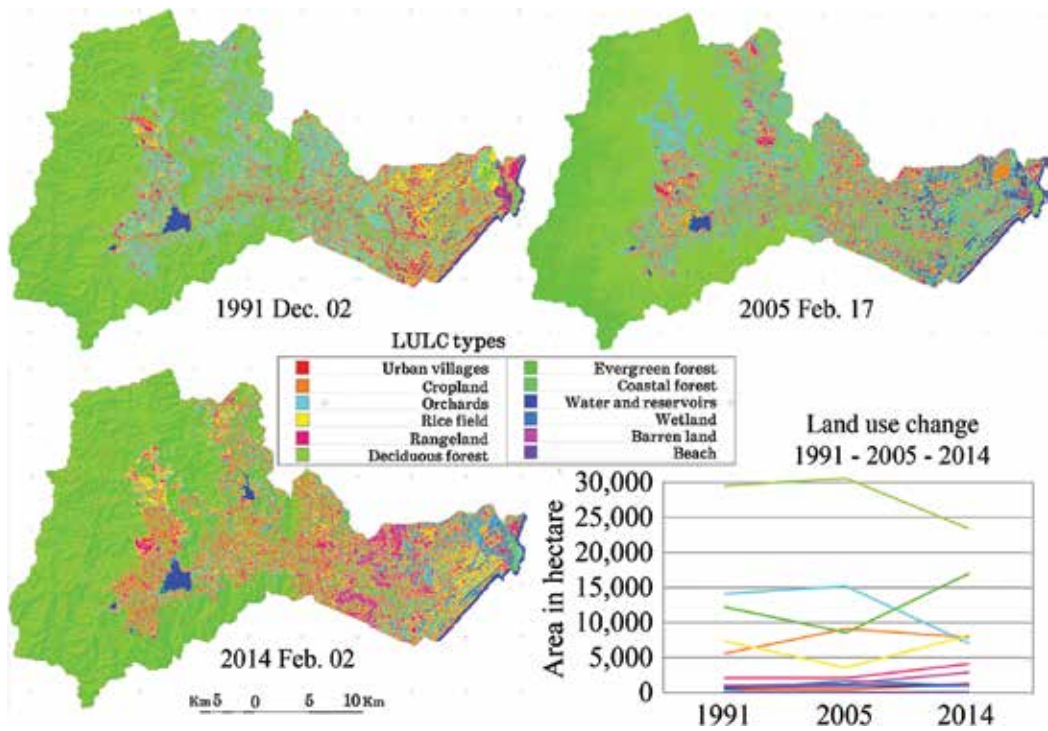 1991 Dec. 02
2005 Feb. 17
LULC types
Urban villages
Cropland
Orchards
Rice field
Rangeland
Deciduous forest
Evergreen forest
Coastal forest
Water and reservoirs
Wetland
Barren land
Beach
2014 Feb. 02
Km 5 0 5 10 Km
Land use change
1991 - 2005 - 2014
Area in hectare
30,000
25,000
20,000
15,000
10,000
5,000
0
1991 2005 2014